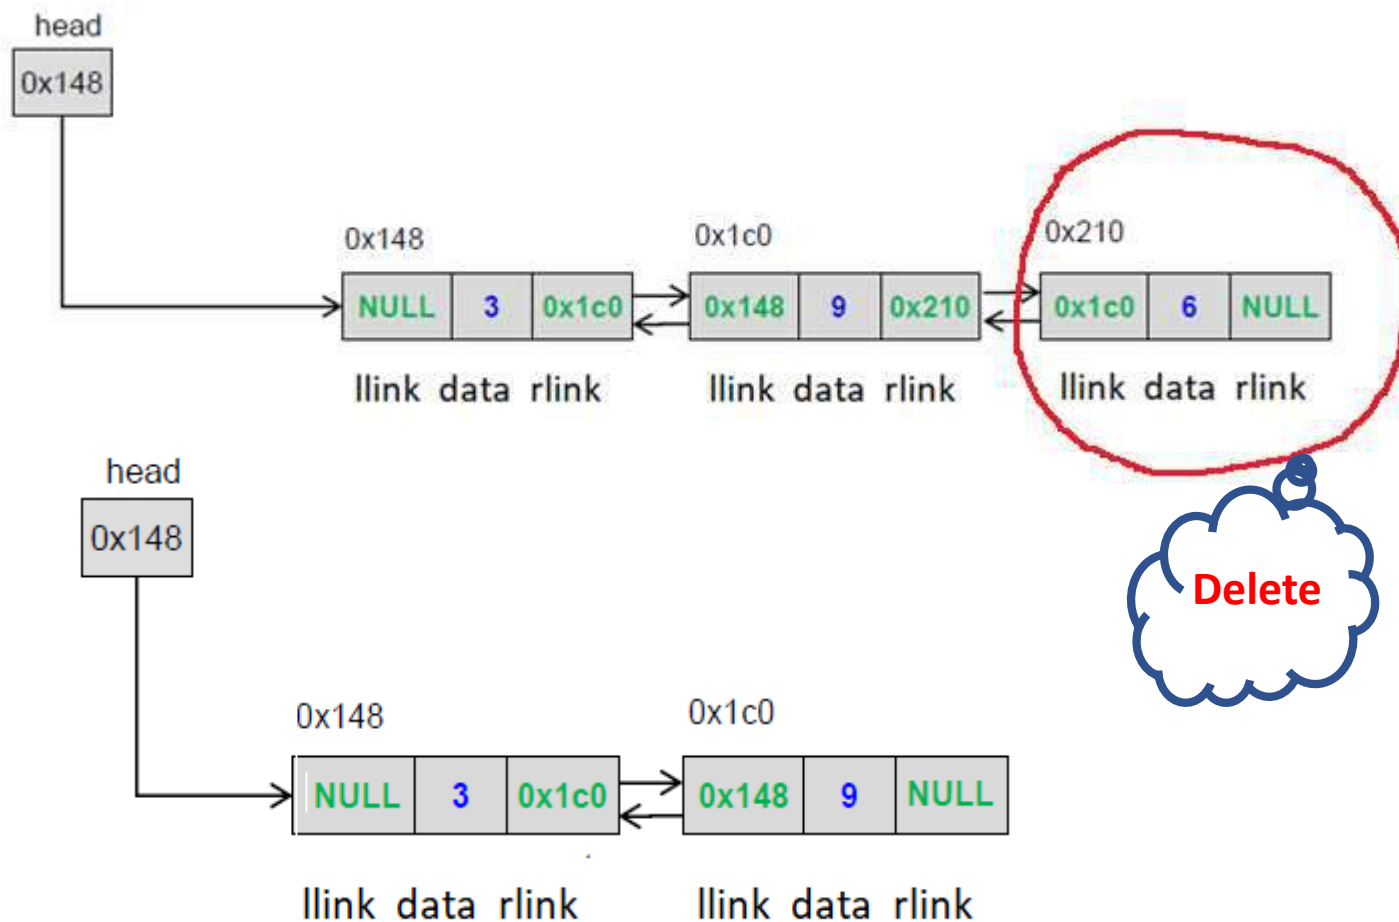 head
0x148
0x148 0x1c0 0x210
NULL 3 0x1c0 0x148 9 0x210 0x1c0 6 NULL
llink data rlink llink data rlink llink data rlink
head
0x148
Delete
0x148 0x1c0
NULL 3 0x1c0 0x148 9 NULL
llink data rlink llink data rlink